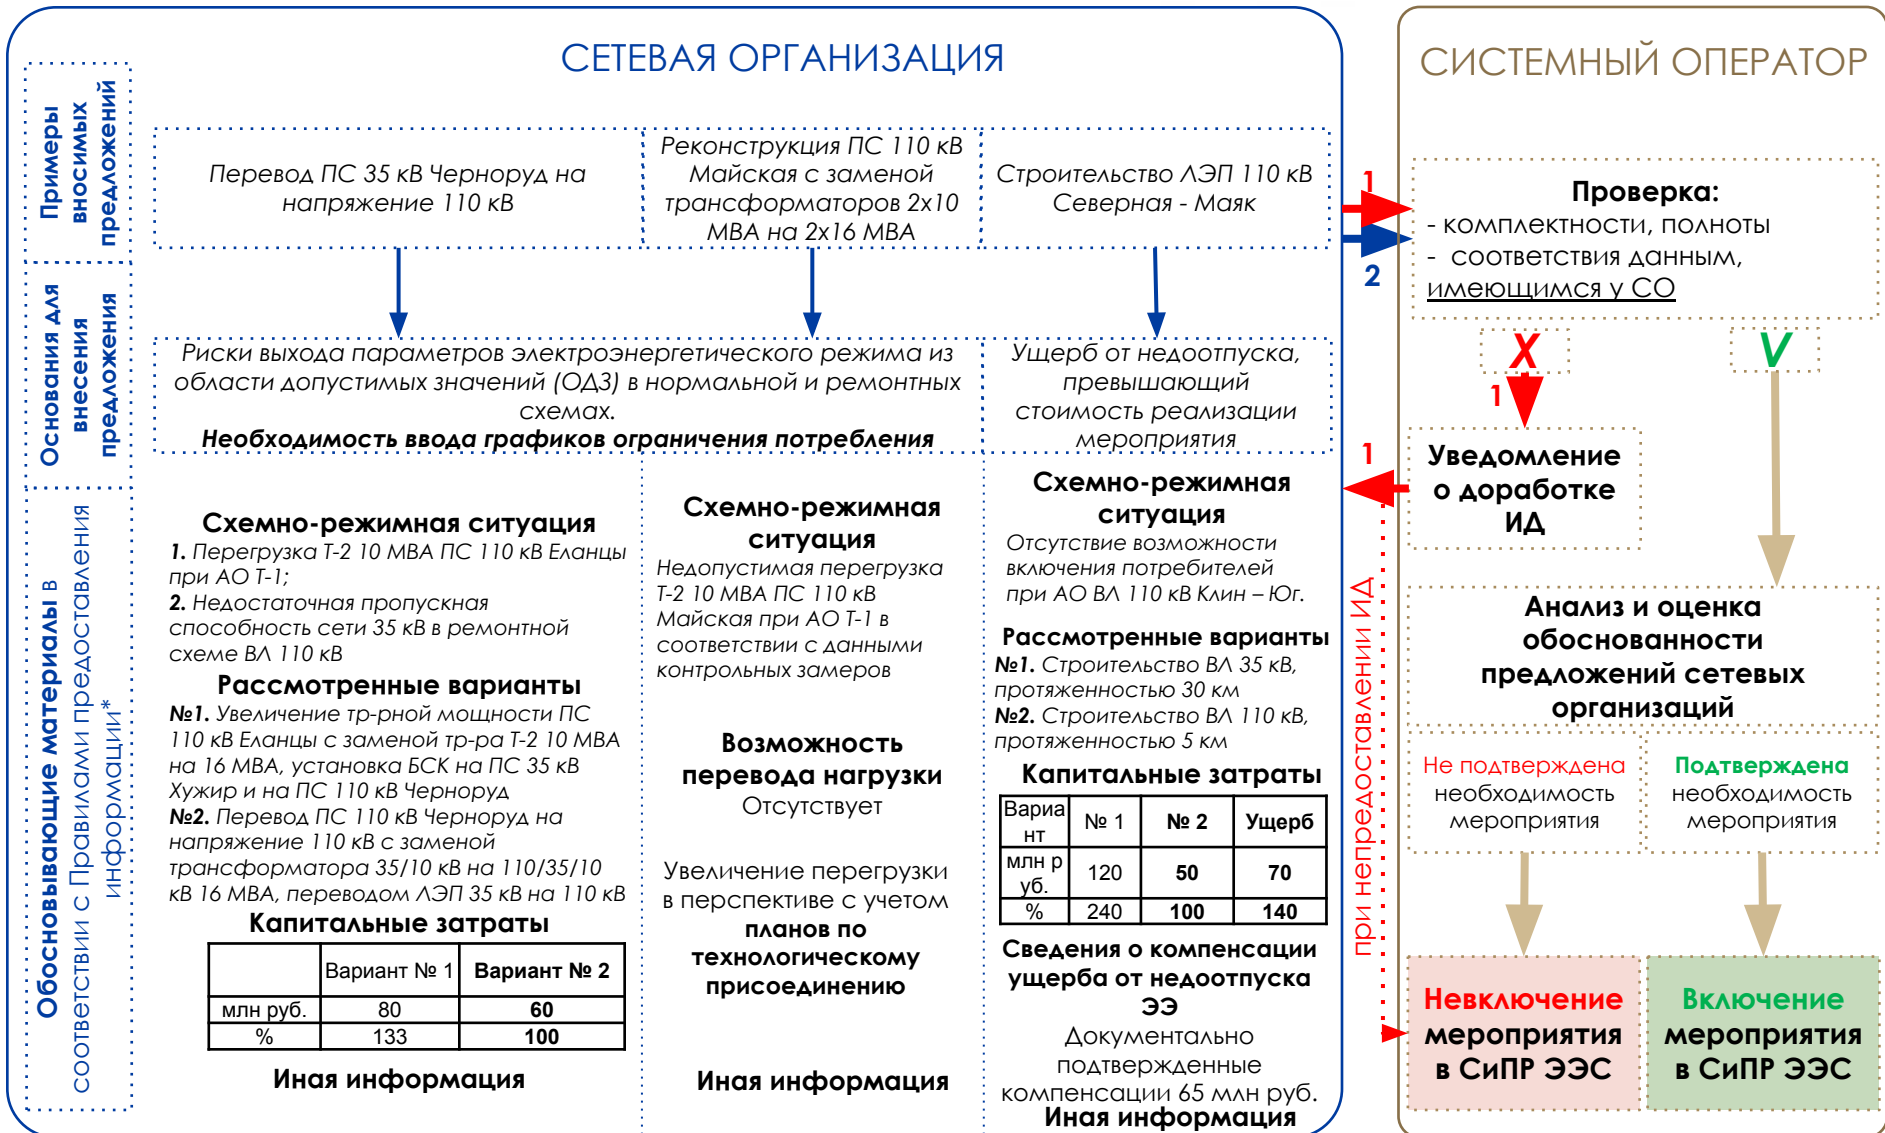 СЕТЕВАЯ ОРГАНИЗАЦИЯ
Примеры
вносимых
предложений
Перевод ПС 35 кВ Черноруд на
напряжение 110 кВ
Реконструкция ПС 110 кВ
Майская с заменой
трансформаторов 2х10
МВА на 2х16 МВА
Строительство ЛЭП 110 кВ
Северная - Маяк
Основания для
внесения
предложения
Риски выхода параметров электроэнергетического режима из
области допустимых значений (ОДЗ) в нормальной и ремонтных
схемах.
Необходимость ввода графиков ограничения потребления
Ущерб от недоотпуска,
превышающий
стоимость реализации
мероприятия
Обосновывающие материалы в
соответствии с Правилами предоставления
информации*
Схемно-режимная ситуация
1. Перегрузка Т-2 10 МВА ПС 110 кВ Еланцы
при АО Т-1;
2. Недостаточная пропускная
способность сети 35 кВ в ремонтной
схеме ВЛ 110 кВ
Рассмотренные варианты
№1. Увеличение тр-рной мощности ПС
110 кВ Еланцы с заменой тр-ра Т-2 10 МВА
на 16 МВА, установка БСК на ПС 35 кВ
Хужир и на ПС 110 кВ Черноруд
№2. Перевод ПС 110 кВ Черноруд на
напряжение 110 кВ с заменой
трансформатора 35/10 кВ на 110/35/10
кВ 16 МВА, переводом ЛЭП 35 кВ на 110 кВ
Капитальные затраты
Вариант № 1 Вариант № 2
млн руб. 80 60
% 133 100
Иная информация
Схемно-режимная
ситуация
Недопустимая перегрузка
Т-2 10 МВА ПС 110 кВ
Майская при АО Т-1 в
соответствии с данными
контрольных замеров
Возможность
перевода нагрузки
Отсутствует
Увеличение перегрузки
в перспективе с учетом
планов по
технологическому
присоединению
Иная информация
Схемно-режимная
ситуация
Отсутствие возможности
включения потребителей
при АО ВЛ 110 кВ Клин – Юг.
Рассмотренные варианты
№1. Строительство ВЛ 35 кВ,
протяженностью 30 км
№2. Строительство ВЛ 110 кВ,
протяженностью 5 км
Капитальные затраты
Вариа
нт № 1 № 2 Ущерб
млн р
уб. 120 50 70
% 240 100 140
Сведения о компенсации
ущерба от недоотпуска
ЭЭ
Документально
подтвержденные
компенсации 65 млн руб.
Иная информация
1
2
1
при непредоставлении ИД
СИСТЕМНЫЙ ОПЕРАТОР
Проверка:
- комплектности, полноты
- соответствия данным,
имеющимся у СО
X
V
1
Уведомление
о доработке
ИД
Анализ и оценка
обоснованности
предложений сетевых
организаций
Не подтверждена
необходимость
мероприятия
Подтверждена
необходимость
мероприятия
Невключение
мероприятия
в СиПР ЭЭС
Включение
мероприятия
в СиПР ЭЭС